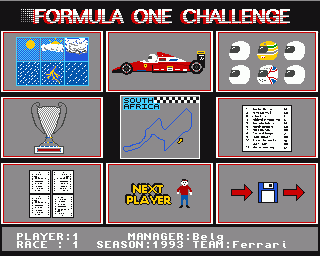 FORMULA ONE CHALLENGE
SOUTH
AFRICA
NEXT
PLAYER
PLAYER:1 MANAGER:Belg
RACE : 1 SEASON:1993 TEAM:Ferrari